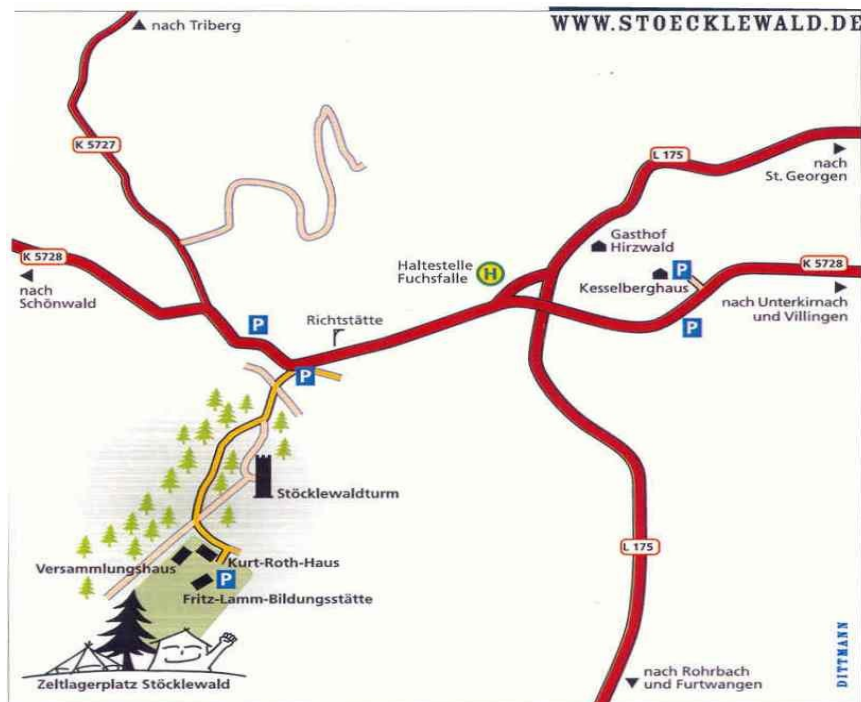 WWW.STOECKLEWALD.DE
nach Triberg
K 5727
L 175
nach
St. Georgen
Gasthof
Hirzwald
K 5728
nach
Schönwald
Haltestelle
Fuchsfalle
H
P
Kesselberghaus
K 5728
nach Unterkirnach
und Villingen
Richtstätte
P
P
P
Stöcklewaldturm
L 175
Versammlungshaus
Kurt-Roth-Haus
P
Fritz-Lamm-Bildungsstätte
Zeltlagerplatz Stöcklewald
nach Rohrbach
und Furtwangen
DITTMANN